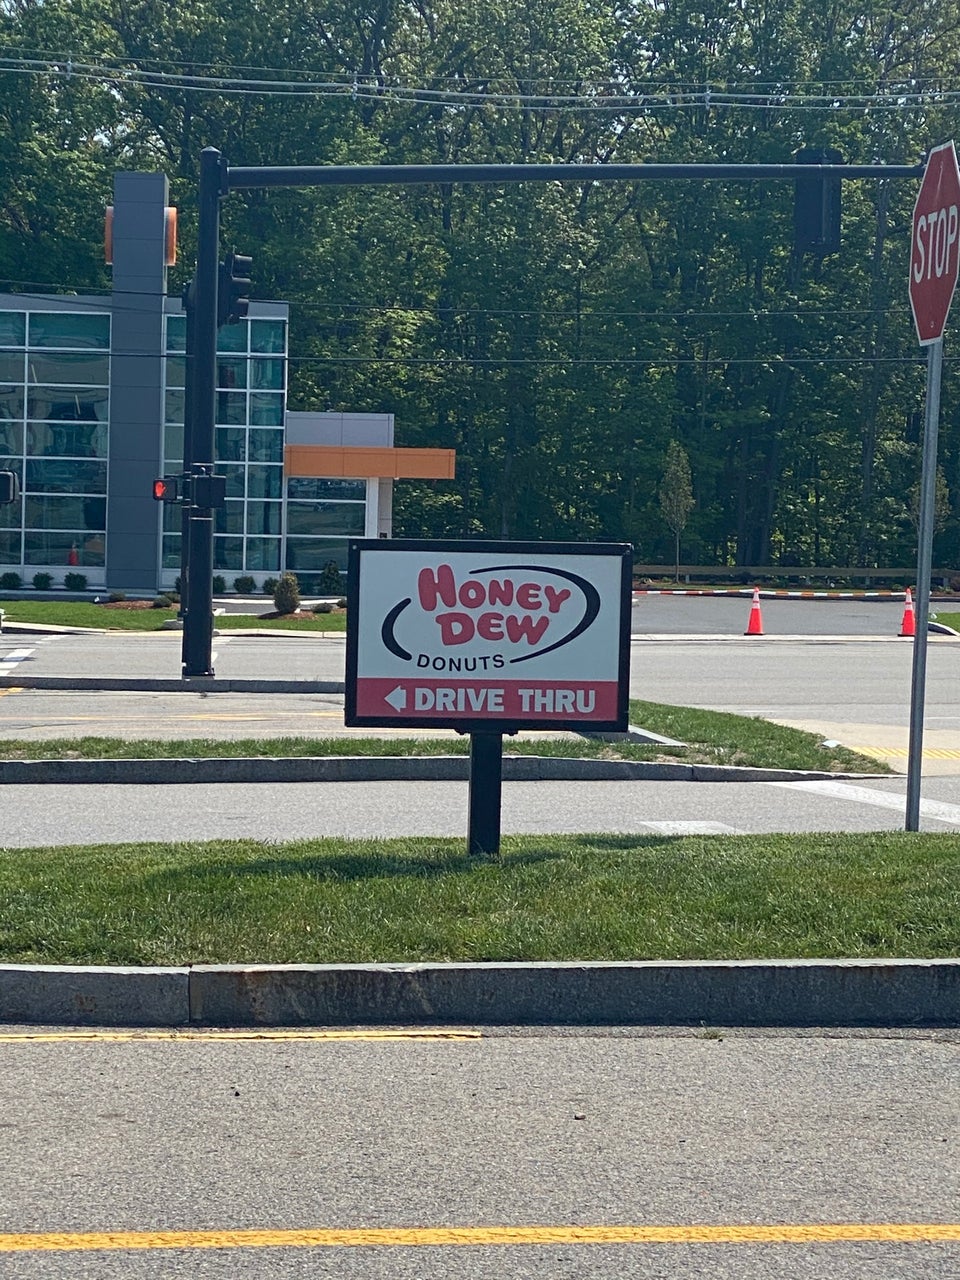 STOP
HONEY
DEW
DONUTS
DRIVE THRU